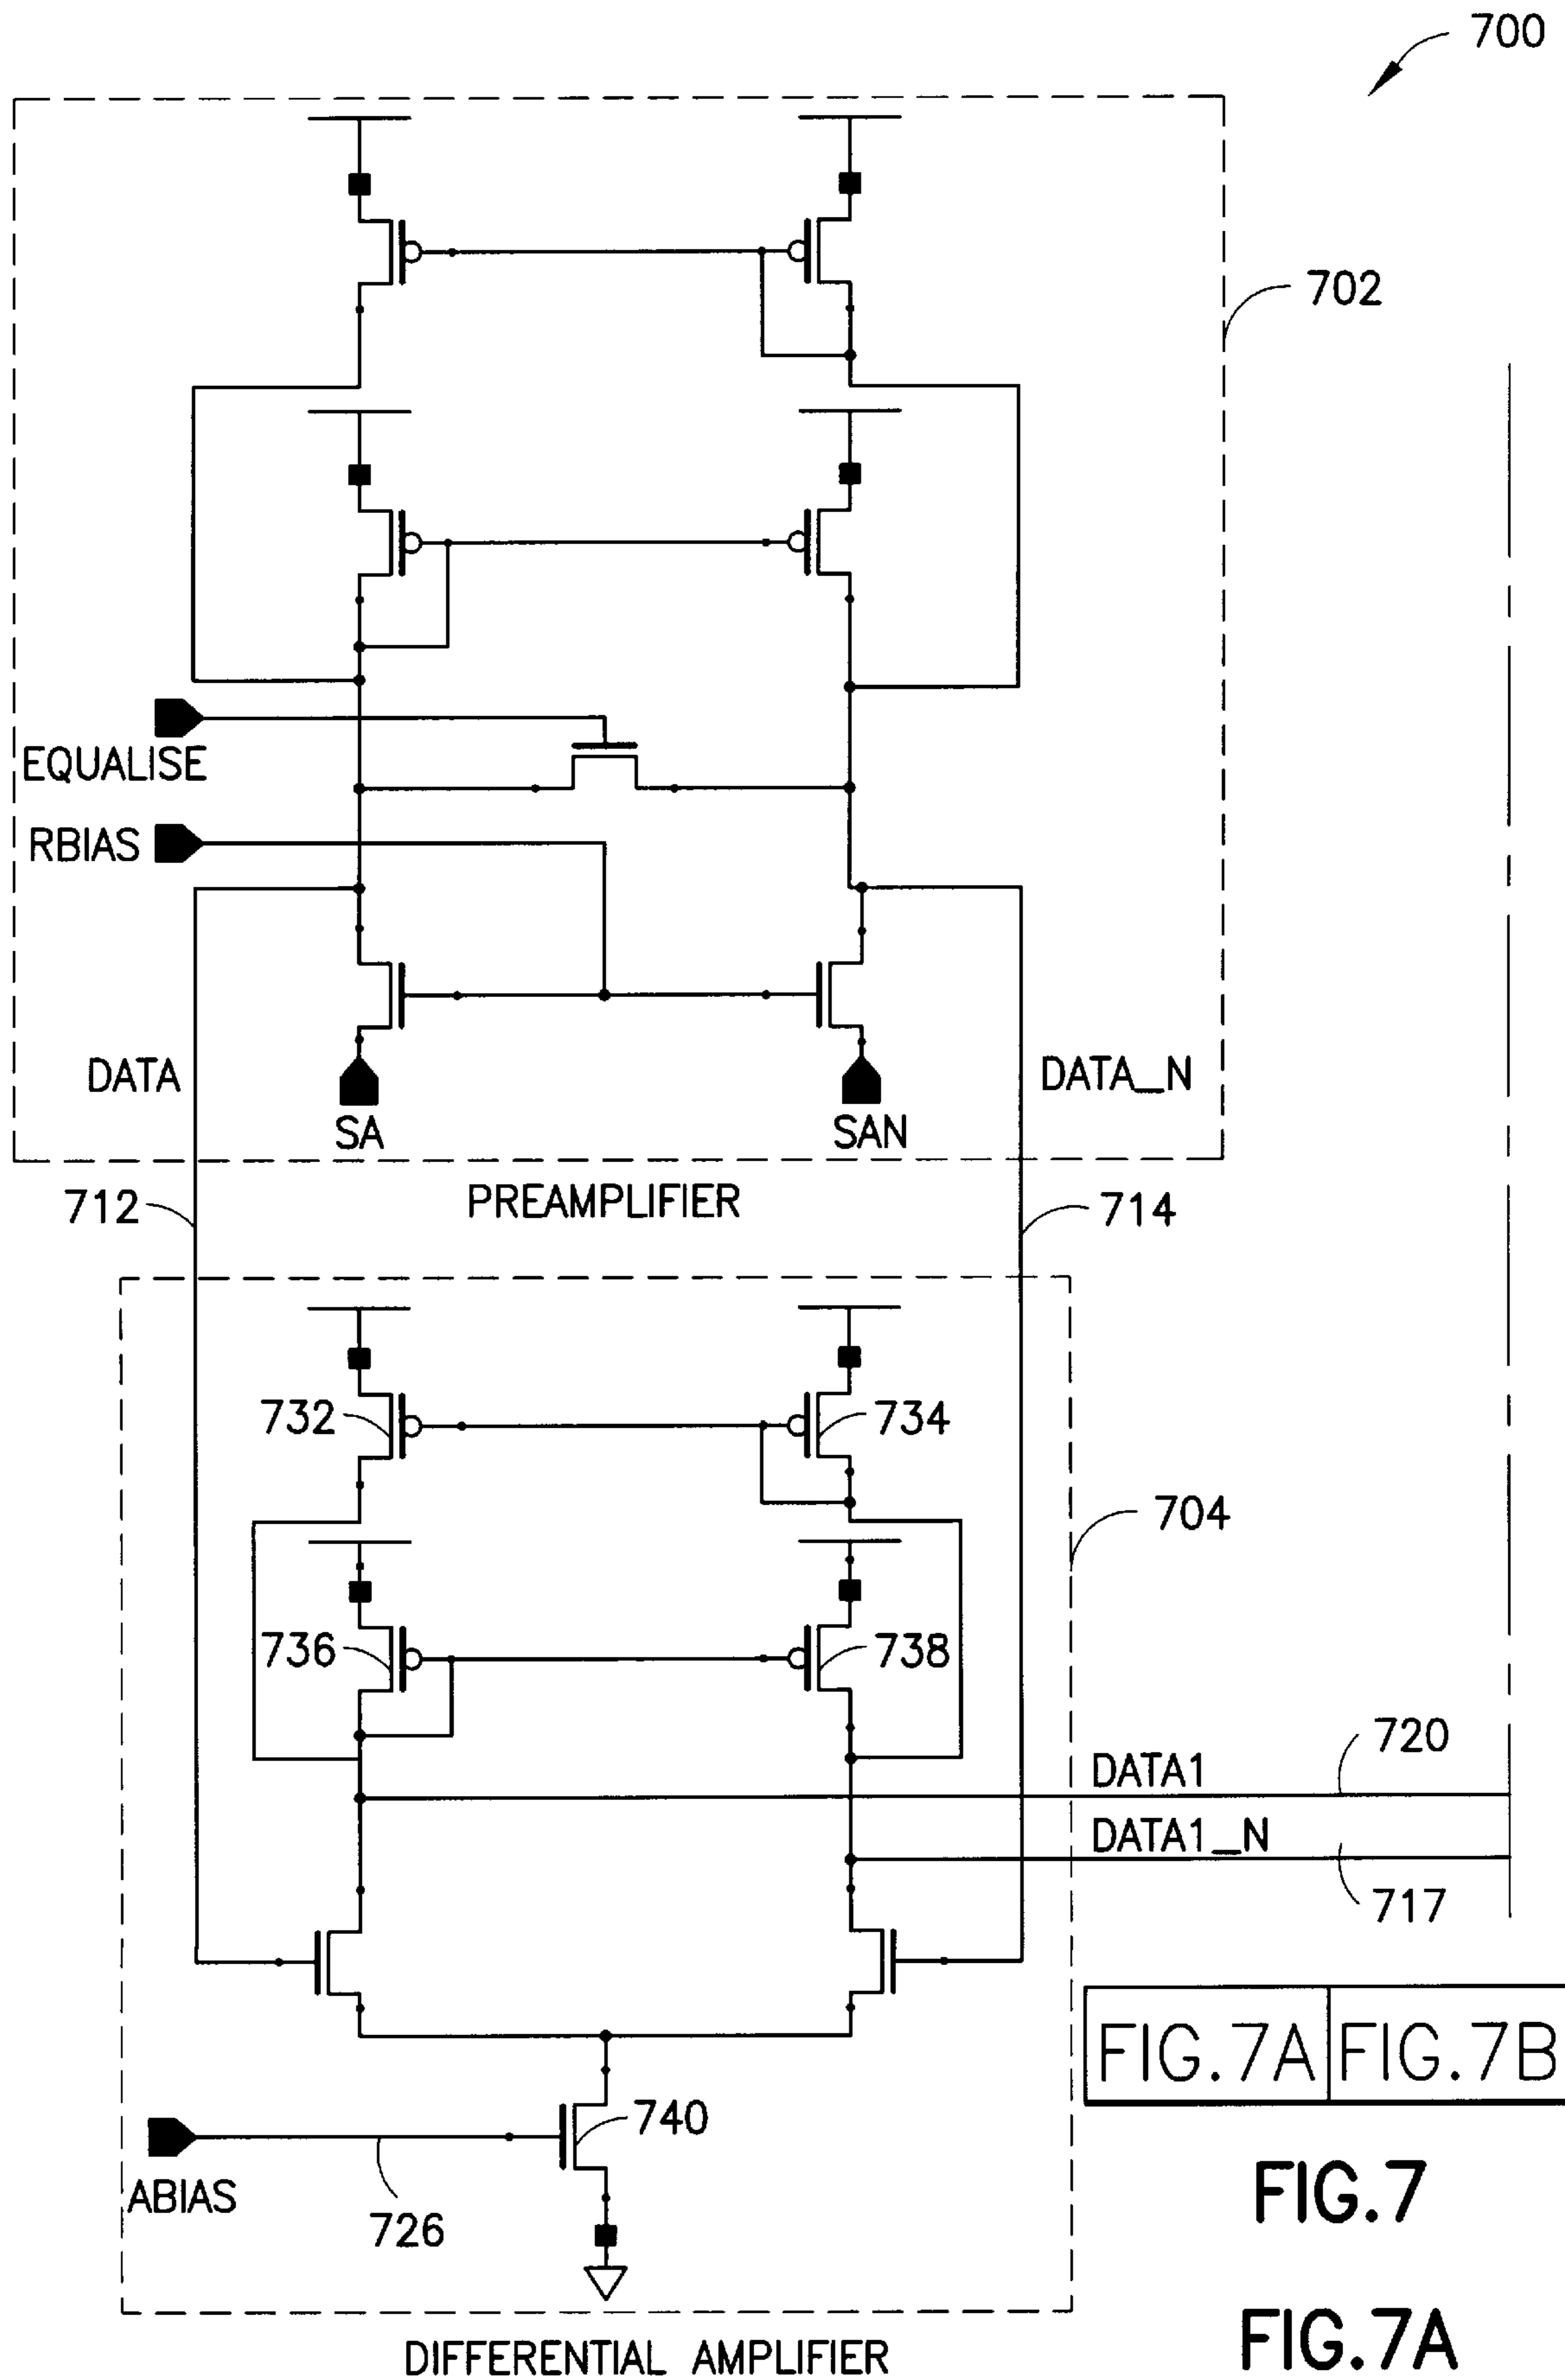 700
702
EQUALISE
RBIAS
DATA
DATA_N
SA
SAN
712
PREAMPLIFIER
714
732
734
704
736
738
720
DATA1
DATA1_N
717
FIG.7A FIG.7B
740
ABIAS
726
FIG.7
DIFFERENTIAL AMPLIFIER
FIG.7A